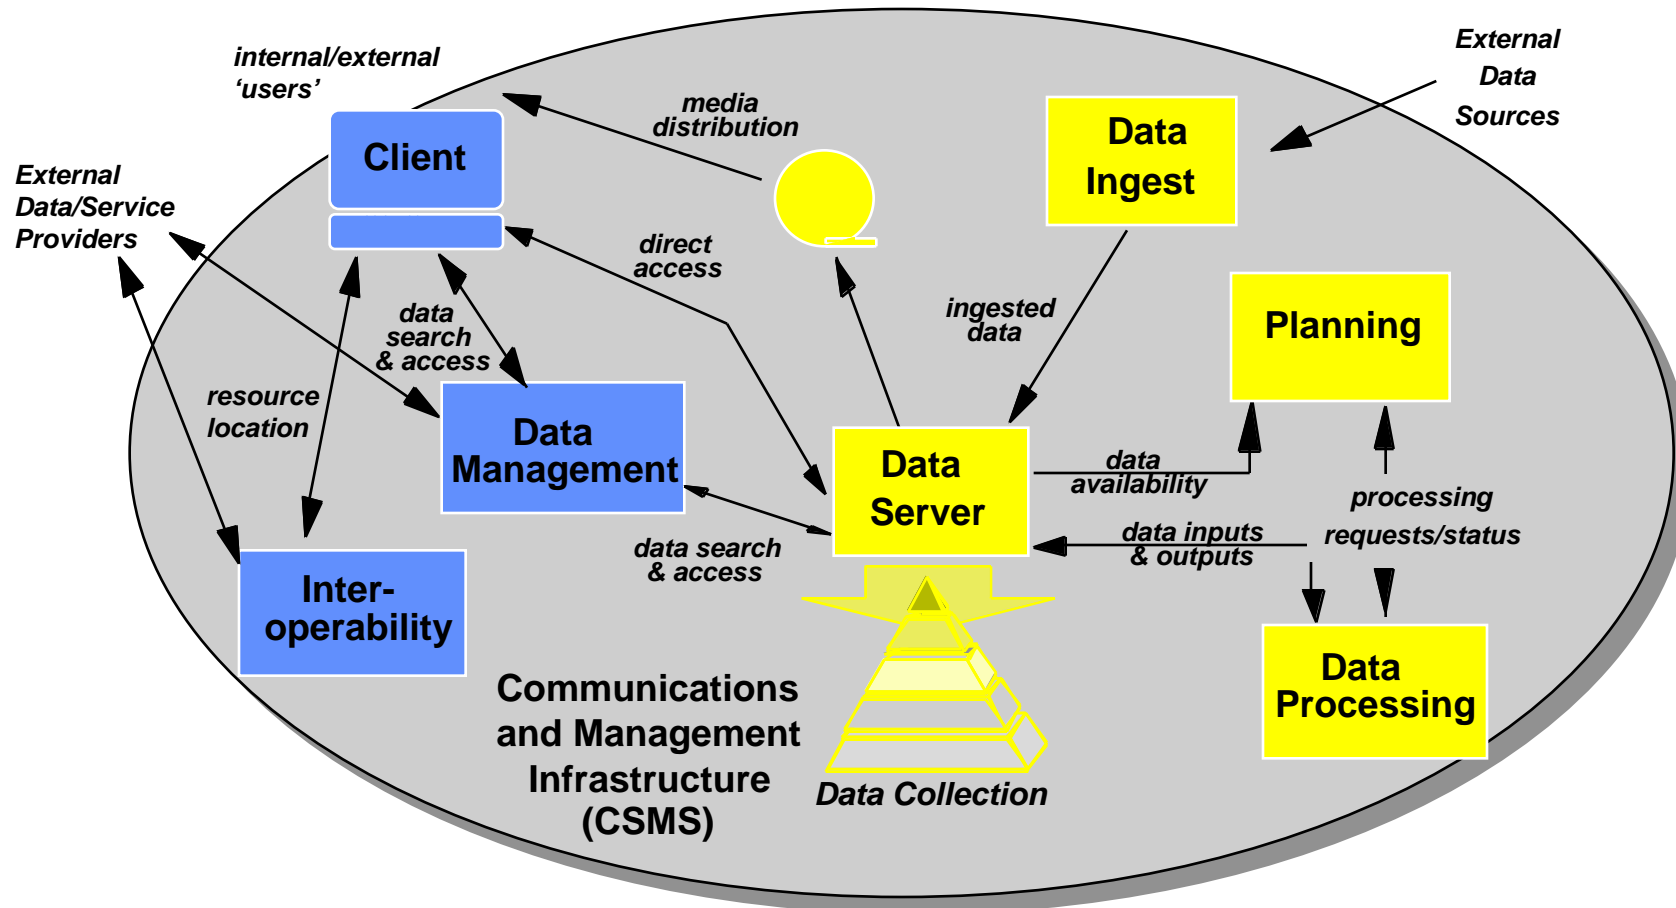 internal/external
‘users’
Client
External
Data/Service
Providers
media
distribution
Data
Ingest
External
Data
Sources
direct
access
data
search
& access
ingested
data
Planning
resource
location
Data
Management
Data
Server
data
availability
processing
requests/status
data inputs
& outputs
data search
& access
Inter-
operability
Data
Processing
Communications
and Management
Infrastructure
(CSMS)
Data Collection